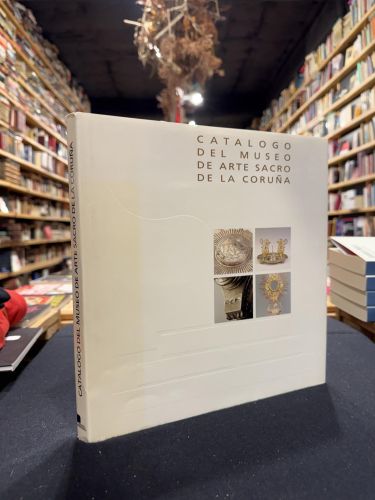 CATALOGO
DEL MUSEO
DE ARTE SACRO
DE LA CORUÑA
CATALOGO DEL MUSEO DE ARTE SACRO DE LA CORUÑA